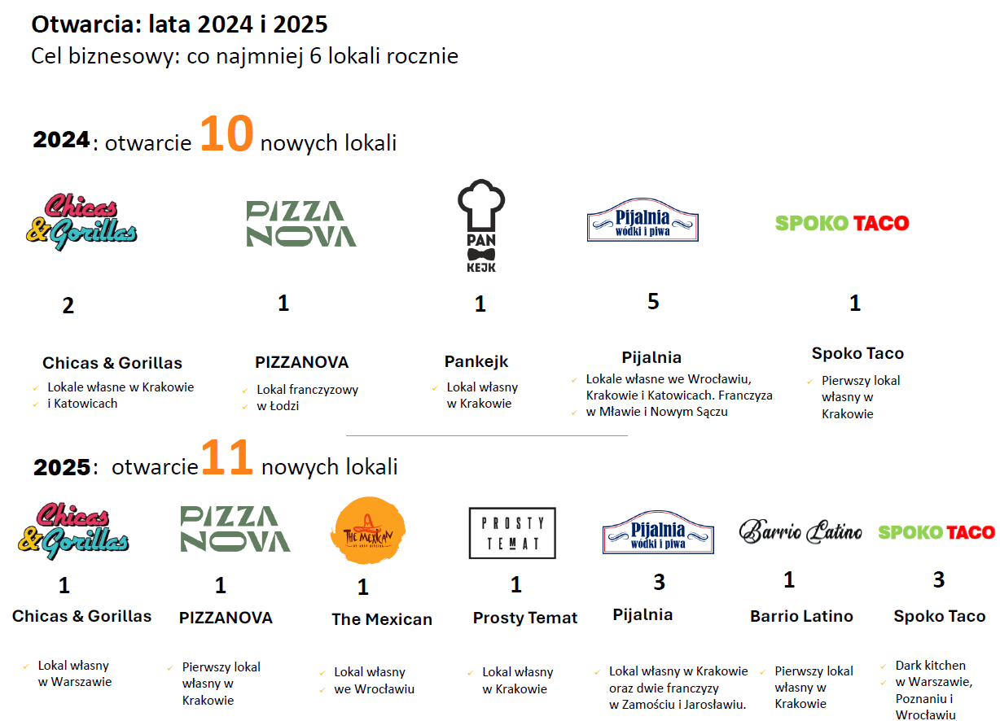 Otwarcia: lata 2024 i 2025
Cel biznesowy: co najmniej 6 lokali rocznie
2024: otwarcie 10 nowych lokali
Chicas
& Gorillas
PIZZA
NOVA
PAN
KEJK
Pijalnia
wódki i piwa
SPOKO TACO
2
1
1
5
1
Chicas & Gorillas
Lokale własne w Krakowie
i Katowicach
PIZZANOVA
Lokal franczyzowy
w Łodzi
Pankejk
Lokal własny
w Krakowie
Pijalnia
Lokale własne we Wrocławiu,
Krakowie i Katowicach. Franczyza
w Mławie i Nowym Sączu
Spoko Taco
Pierwszy lokal
własny w
Krakowie
2025: otwarcie 11 nowych lokali
Chicas
& Gorillas
PIZZA
NOVA
THE MEXICAN
PROSTY
TEMAT
Pijalnia
wódki i piwa
Barrio Latino
SPOKO TACO
1
1
1
1
3
1
3
Chicas & Gorillas
Lokal własny
w Warszawie
PIZZANOVA
Pierwszy lokal
własny w
Krakowie
The Mexican
Lokal własny
we Wrocławiu
Prosty Temat
Lokal własny
w Krakowie
Pijalnia
Lokal własny w Krakowie
oraz dwie franczyzy
w Zamościu i Jarosławiu.
Barrio Latino
Pierwszy lokal
własny w
Krakowie
Spoko Taco
Dark kitchen
w Warszawie,
Poznaniu i
Wrocławiu